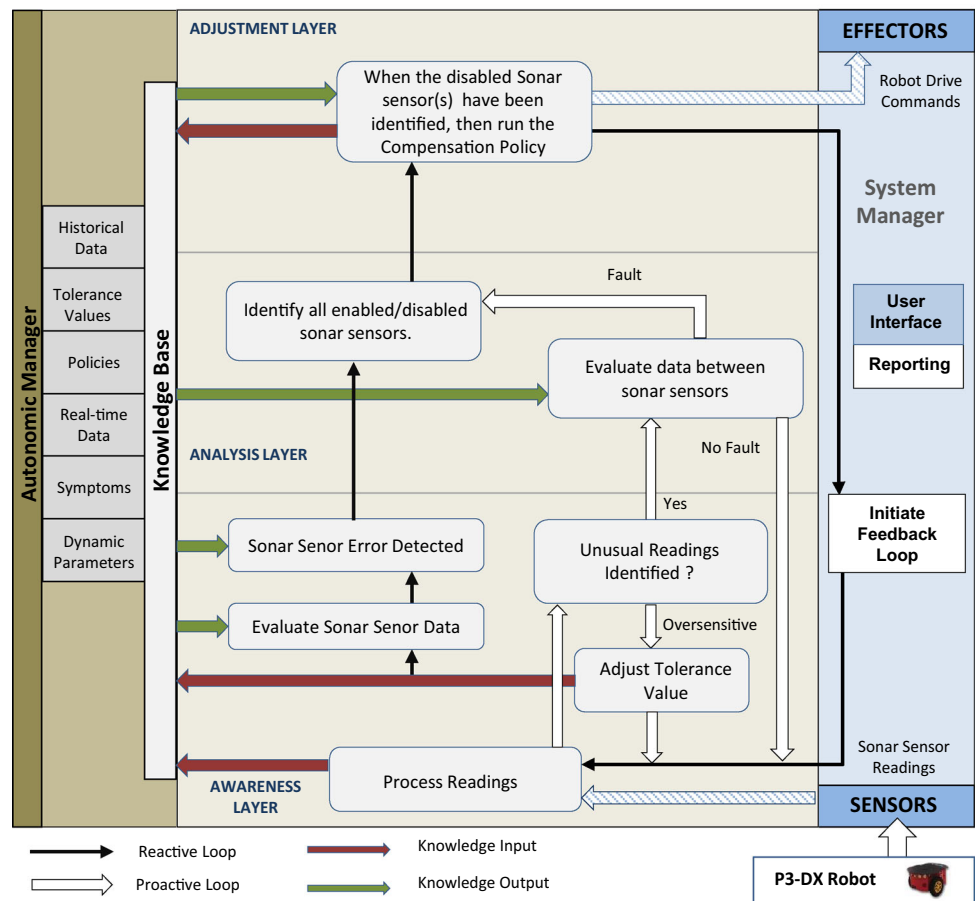 ADJUSTMENT LAYER
EFFECTORS
When the disabled Sonar
sensor(s) have been
identified, then run the
Compensation Policy
Robot Drive
Commands
System
Manager
Historical
Data
Tolerance
Values
Policies
Real-time
Data
Symptoms
Dynamic
Parameters
Autonomic Manager
Knowledge Base
Fault
Identify all enabled/disabled
sonar sensors.
User
Interface
Reporting
Evaluate data between
sonar sensors
No Fault
ANALYSIS LAYER
Yes
Sonar Senor Error Detected
Unusual Readings
Identified ?
Initiate
Feedback
Loop
Evaluate Sonar Senor Data
Oversensitive
Adjust Tolerance
Value
Sonar Sensor
Readings
Process Readings
AWARENESS
LAYER
SENSORS
Reactive Loop
Knowledge Input
Proactive Loop
Knowledge Output
P3-DX Robot